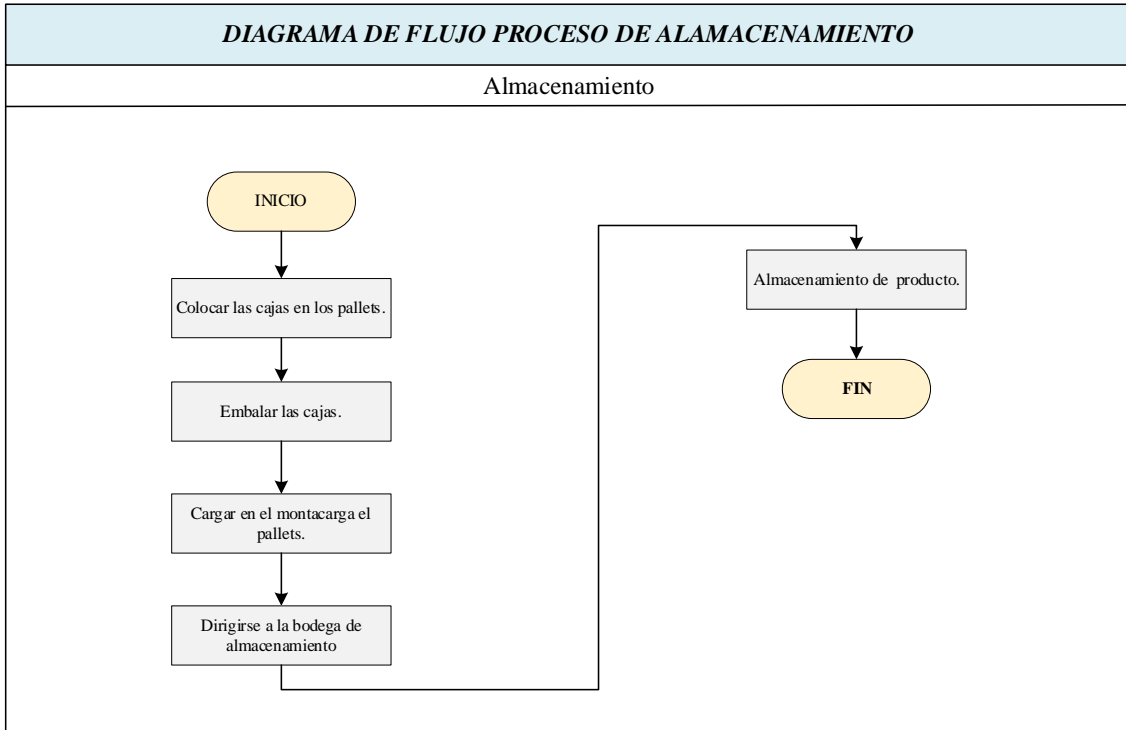 DIAGRAMA DE FLUJO PROCESO DE ALAMACENAMIENTO
Almacenamiento
INICIO
Colocar las cajas en los pallets.
Embalar las cajas.
Cargar en el montacarga el
pallets.
Dirigirse a la bodega de
almacenamiento
Almacenamiento de producto.
FIN